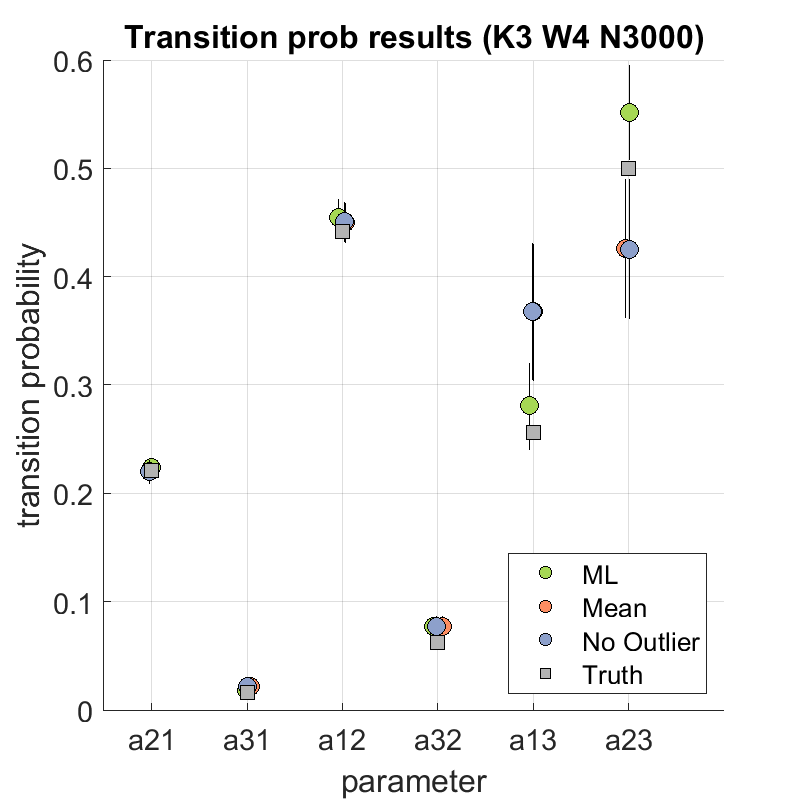 Transition prob results (K3 W4 N3000)
transition probability
0.6
0.5
0.4
0.3
0.2
0.1
0
ML
Mean
No Outlier
Truth
a21 a31 a12 a32 a13 a23
parameter